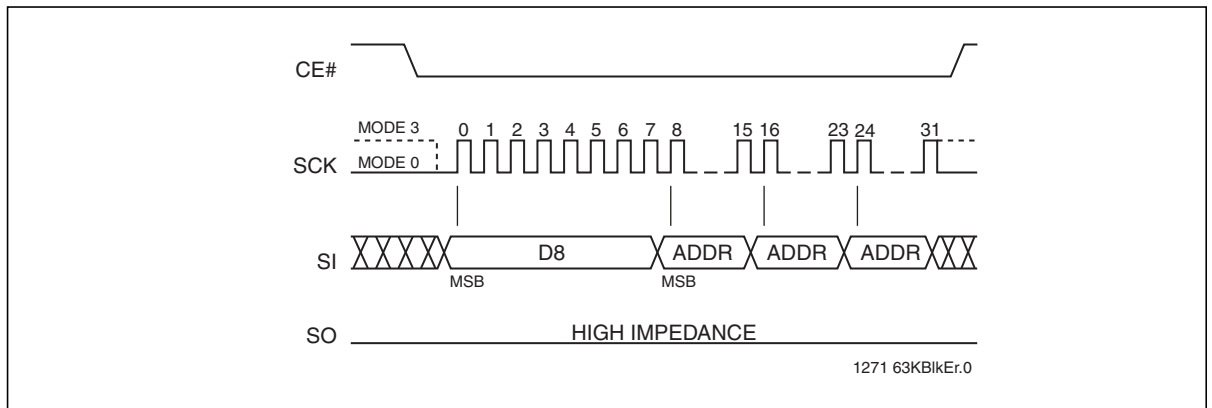 CE#
MODE 3
0 1 2 3 4 5 6 7 8 15 16 23 24 31
SCK
MODE 0
SI
D8 ADDR ADDR ADDR
MSB MSB
SO
HIGH IMPEDANCE
1271 63KBlkEr.0